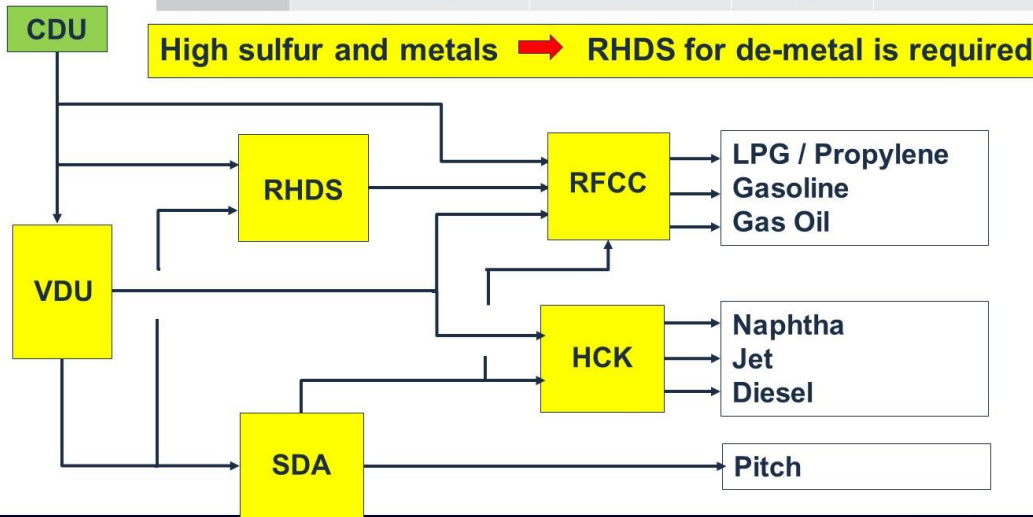 CDU
High sulfur and metals RHDS for de-metal is required
RHDS
RFCC
LPG / Propylene
Gasoline
Gas Oil
VDU
HCK
Naphtha
Jet
Diesel
SDA
Pitch